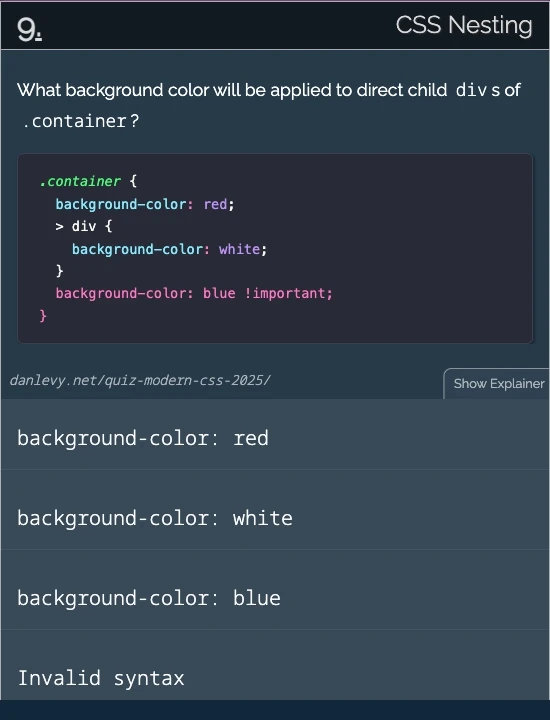 9.
CSS Nesting
What background color will be applied to direct child div s of
.container?
.container {
  background-color: red;
  > div {
    background-color: white;
  }
  background-color: blue !important;
}
danlevy.net/quiz-modern-css-2025/
Show Explainer
background-color: red
background-color: white
background-color: blue
Invalid syntax